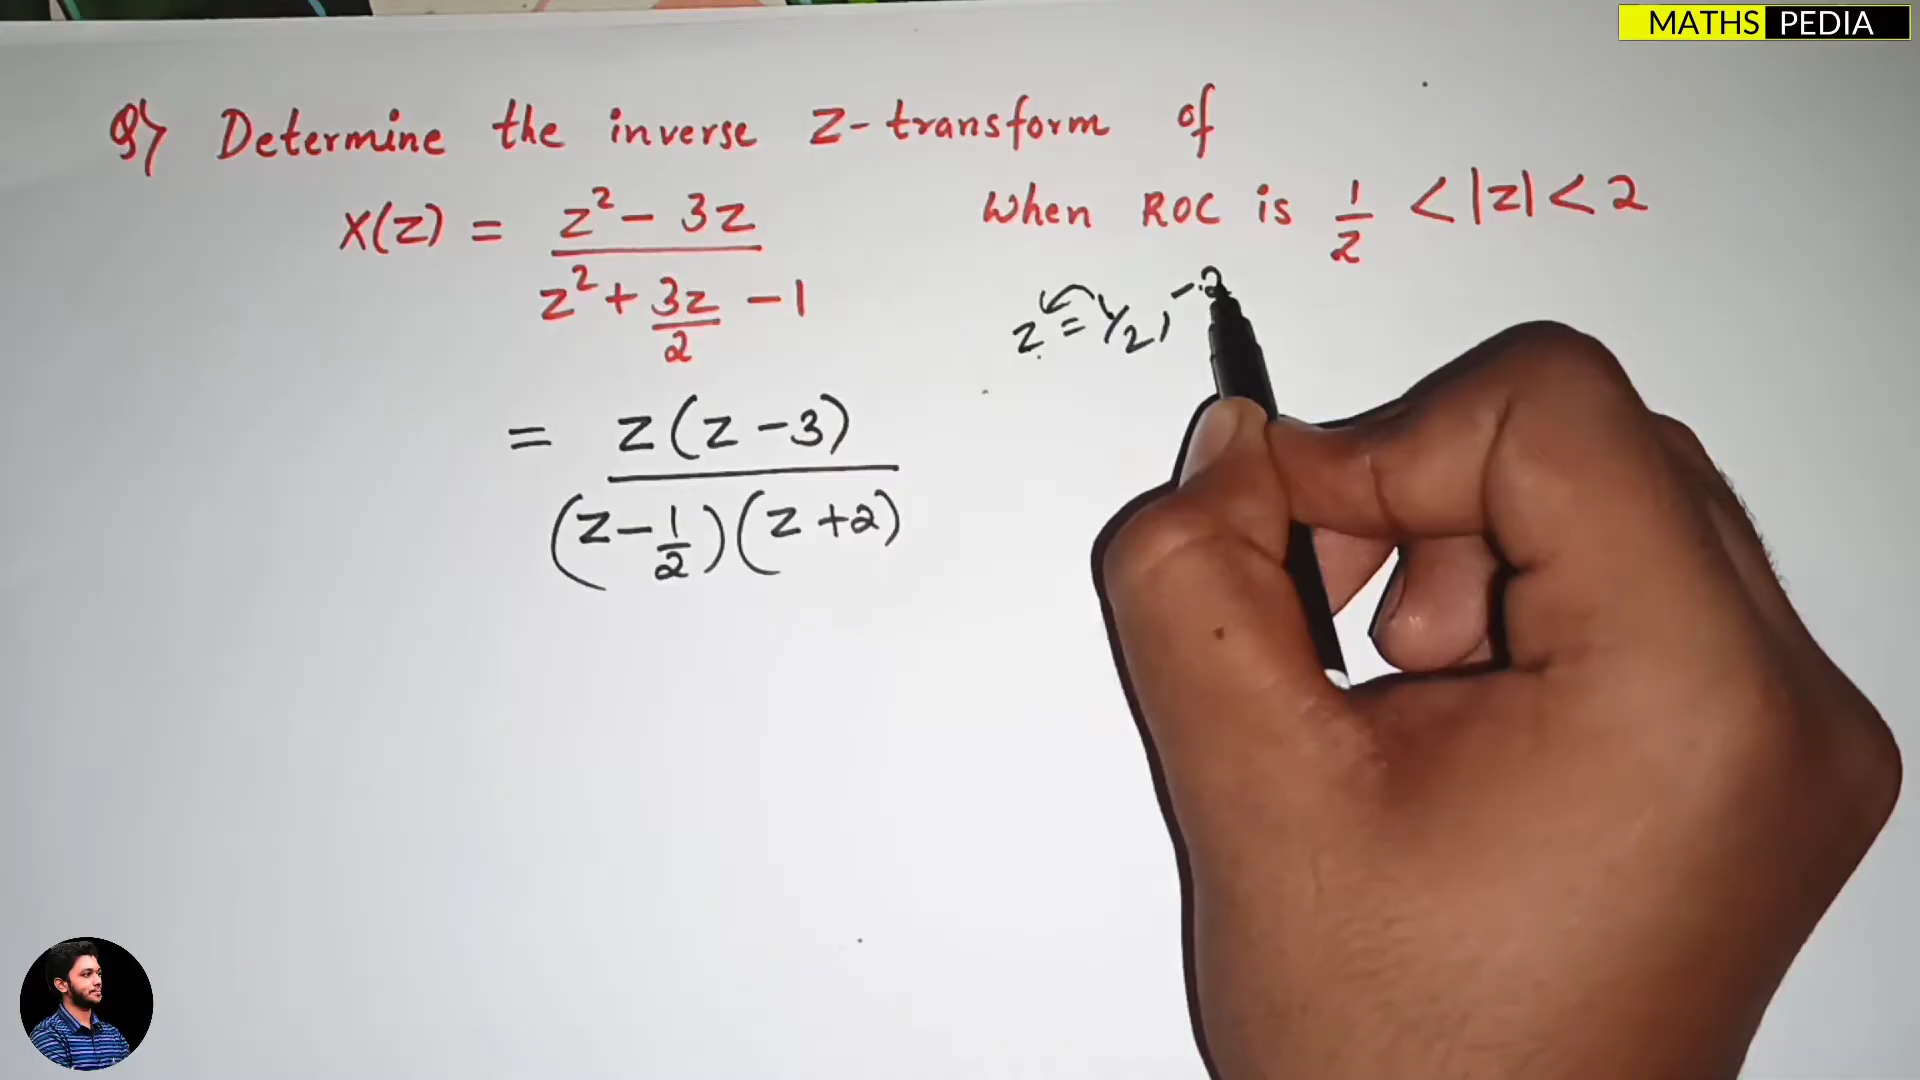 MATHS PEDIA
Q) Determine the inverse Z-transform of
X(z) = (z² - 3z)/(z² + 3z/2 - 1) when ROC is 1/2 < |z| < 2
z = 1/2, -2
= z(z-3)/((z - 1/2)(z+2))